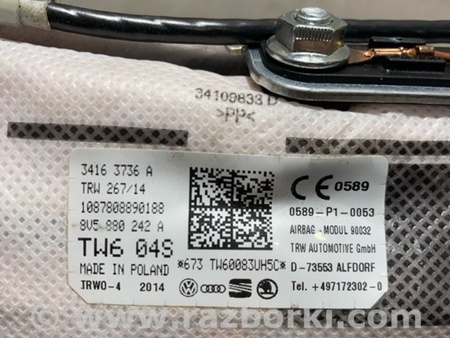 34109833 D
>PP<
3416 3736 A
TRW 267/14
1087808890188
8V5 880 242 A
TW6 04S
MADE IN POLAND
TRWO-4 2014
*673 TW60083UH5C*
CE 0589
0589-P1-0053
AIRBAG - MODUL 90032
TRW AUTOMOTIVE GmbH
D-73553 ALFDORF
Tel. +497172302-0
www.razborki.com